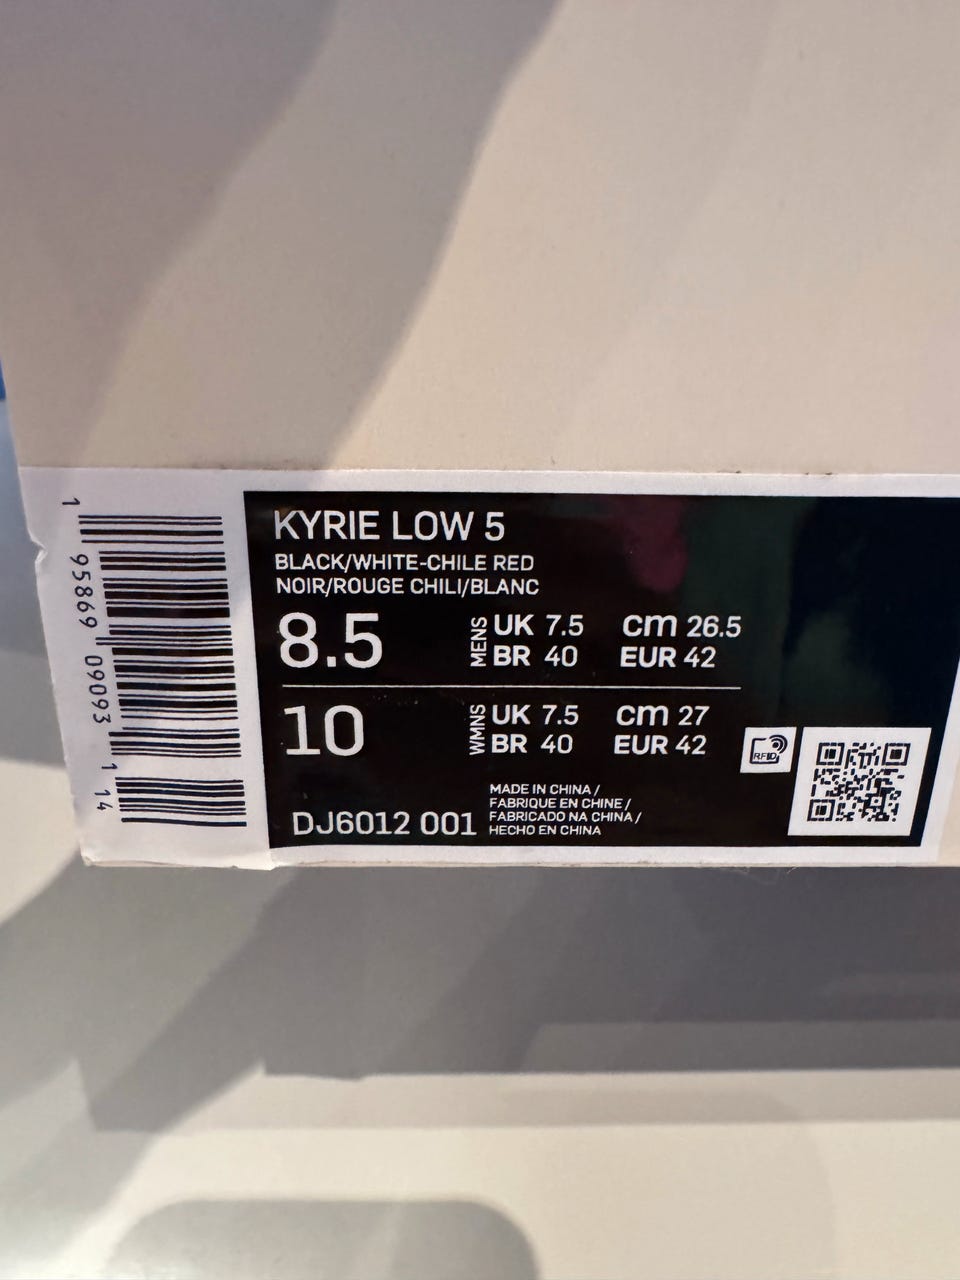 1 95869 09093 1 14
KYRIE LOW 5
BLACK/WHITE-CHILE RED
NOIR/ROUGE CHILI/BLANC
8.5 MENS UK 7.5 cm 26.5
BR 40 EUR 42
10 WMNS UK 7.5 cm 27
BR 40 EUR 42
RFID
DJ6012 001
MADE IN CHINA /
FABRIQUE EN CHINE /
FABRICADO NA CHINA /
HECHO EN CHINA